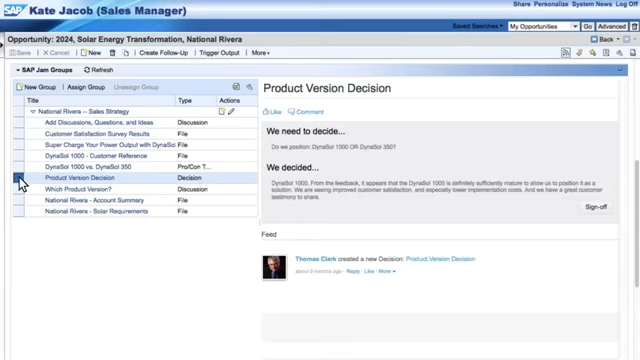 Share Personalize System News Log Off
SAP Kate Jacob (Sales Manager)
Saved Searches My Opportunities Go Advanced
Opportunity: 2024, Solar Energy Transformation, National Rivera Back
Save Cancel New Create Follow-Up Trigger Output More
SAP Jam Groups Refresh
New Group Assign Group Unassign Group
Title Type Actions
National Rivera – Sales Strategy
Add Discussions, Questions, and Ideas Discussion
Customer Satisfaction Survey Results File
Super Charge Your Power Output with DynaSol File
DynaSol 1000 - Customer Reference File
DynaSol 1000 vs. DynaSol 350 Pro/Con T...
Product Version Decision Decision
Which Product Version? Discussion
National Rivera - Account Summary File
National Rivera - Solar Requirements File
Product Version Decision
Like Comment
We need to decide...
Do we position: DynaSol 1000 OR DynaSol 350?
We decided...
DynaSol 1000. From the feedback, it appears that the DynaSol 1000 is definitely sufficiently mature to allow us to position it as a
solution. We are seeing improved customer satisfaction, and especially lower implementation costs. And we have a great customer
testimony to share.
Sign-off
Feed
Thomas Clark created a new Decision: Product Version Decision
about 9 months ago · Reply · Like · More